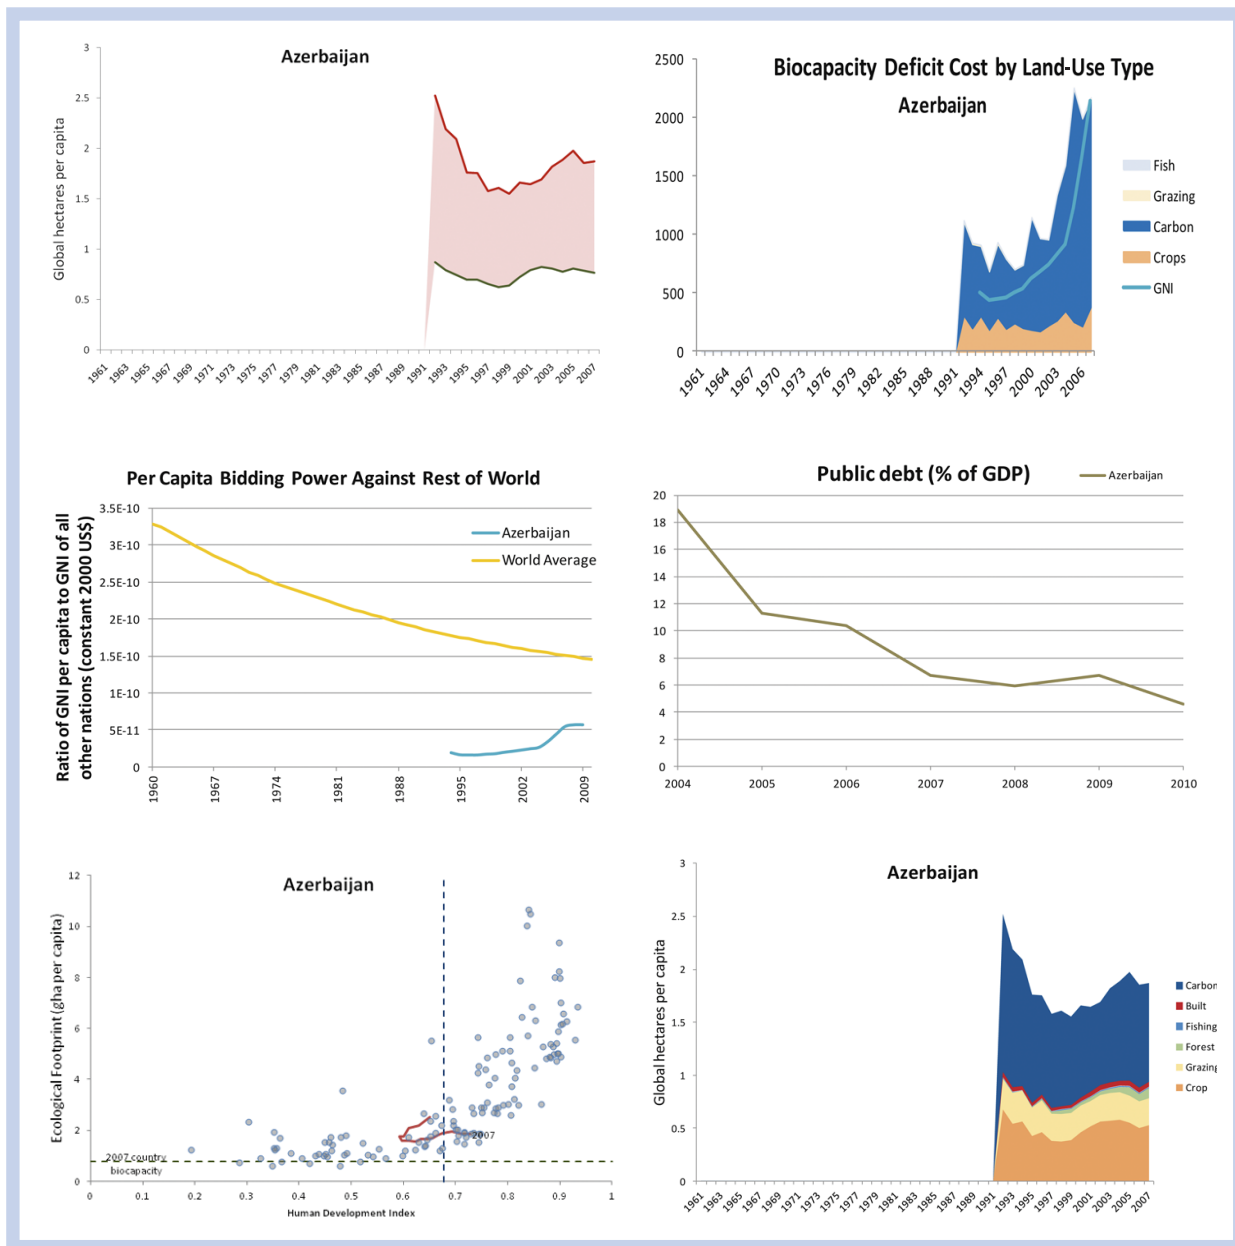 Azerbaijan
Global hectares per capita
3
2.5
2
1.5
1
0.5
0
1961 1963 1965 1967 1969 1971 1973 1975 1977 1979 1981 1983 1985 1987 1989 1991 1993 1995 1997 1999 2001 2003 2005 2007
Biocapacity Deficit Cost by Land-Use Type
Azerbaijan
2500
2000
1500
1000
500
0
1961 1964 1967 1970 1973 1976 1979 1982 1985 1988 1991 1994 1997 2000 2003 2006
Fish
Grazing
Carbon
Crops
GNI
Per Capita Bidding Power Against Rest of World
Ratio of GNI per capita to GNI of all
other nations (constant 2000 US$)
3.5E-10
3E-10
2.5E-10
2E-10
1.5E-10
1E-10
5E-11
0
1960 1967 1974 1981 1988 1995 2002 2009
Azerbaijan
World Average
Public debt (% of GDP)
Azerbaijan
20
18
16
14
12
10
8
6
4
2
0
2004 2005 2006 2007 2008 2009 2010
Azerbaijan
Ecological Footprint (gha per capita)
12
10
8
6
4
2
0
2007
2007 country
biocapacity
0 0.1 0.2 0.3 0.4 0.5 0.6 0.7 0.8 0.9 1
Human Development Index
Azerbaijan
Global hectares per capita
3
2.5
2
1.5
1
0.5
0
1961 1963 1965 1967 1969 1971 1973 1975 1977 1979 1981 1983 1985 1987 1989 1991 1993 1995 1997 1999 2001 2003 2005 2007
Carbon
Built
Fishing
Forest
Grazing
Crop